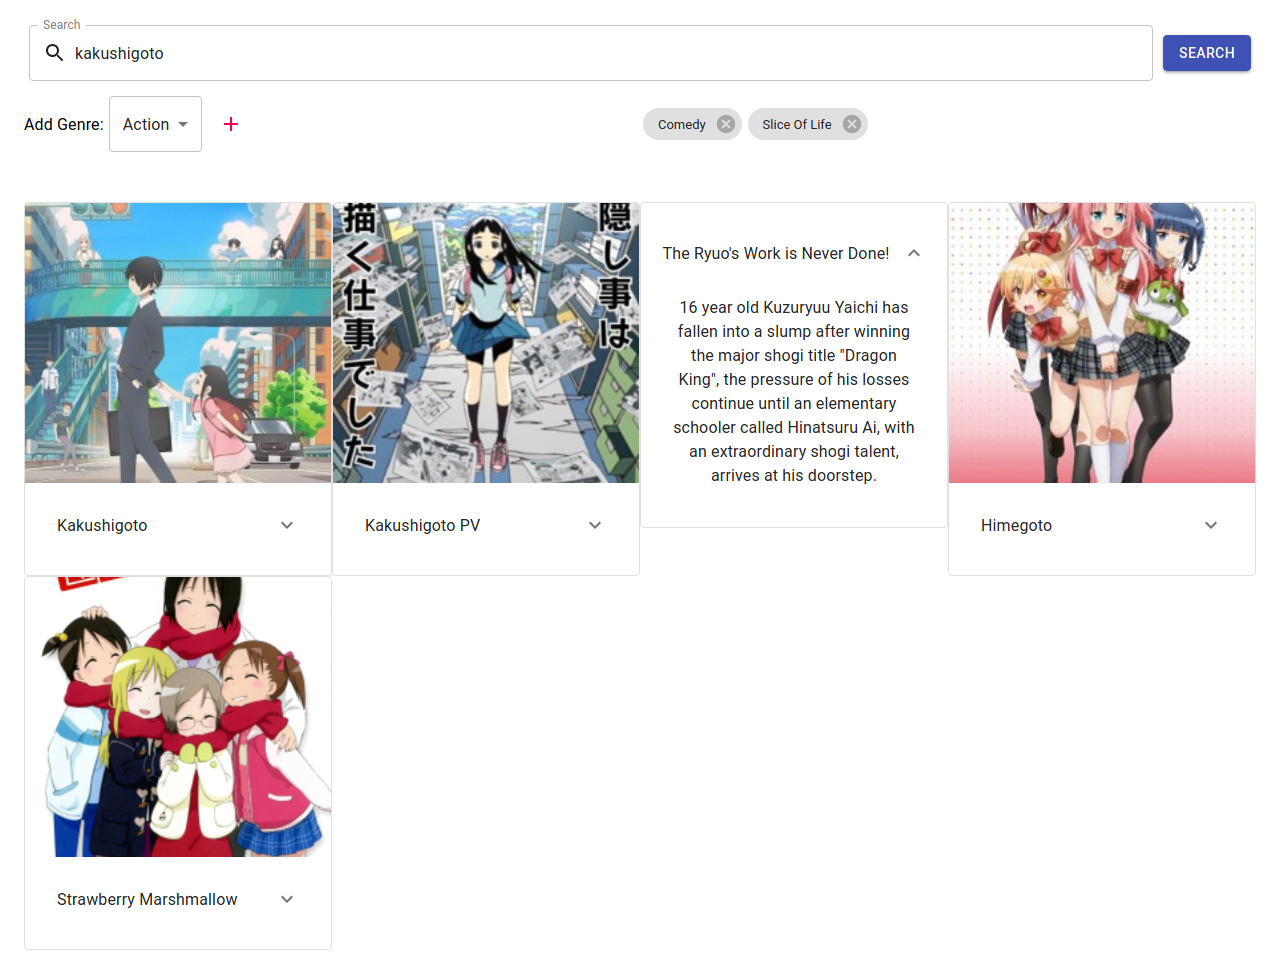 Search
kakushigoto
SEARCH
Add Genre: Action
Comedy
Slice Of Life
隠し事は
描く仕事でした
The Ryuo's Work is Never Done!
16 year old Kuzuryuu Yaichi has
fallen into a slump after winning
the major shogi title "Dragon
King", the pressure of his losses
continue until an elementary
schooler called Hinatsuru Ai, with
an extraordinary shogi talent,
arrives at his doorstep.
Kakushigoto
Kakushigoto PV
Himegoto
Strawberry Marshmallow